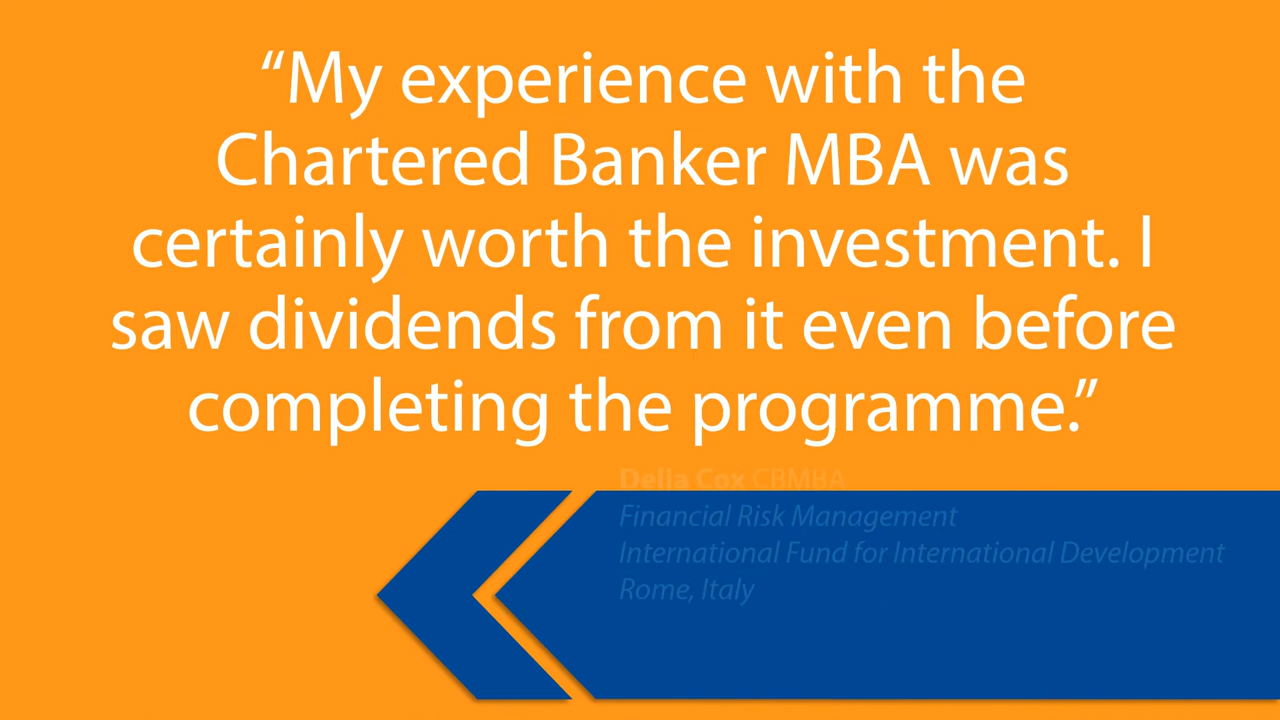 “My experience with the
Chartered Banker MBA was
certainly worth the investment. I
saw dividends from it even before
completing the programme.”
Della Cox CBMBA
Financial Risk Management
International Fund for International Development
Rome, Italy